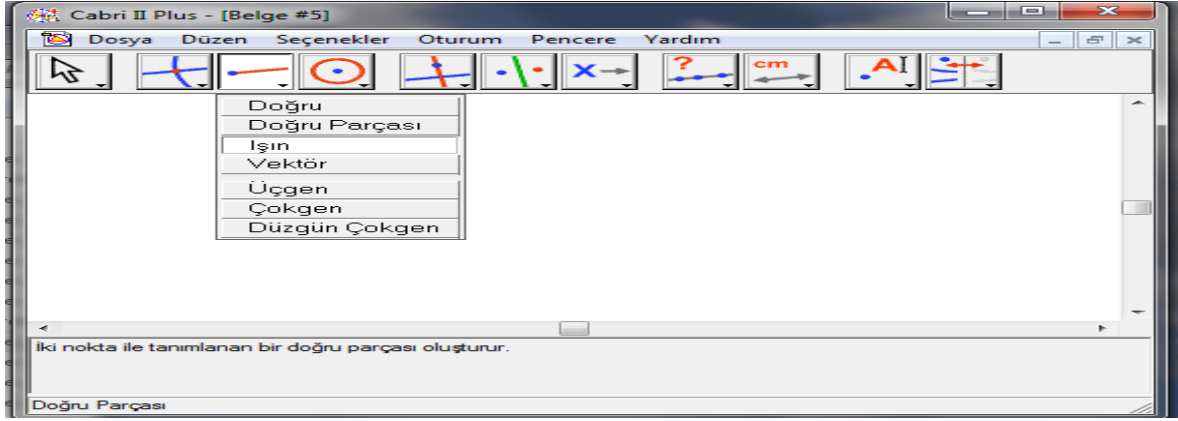 Cabri II Plus - [Belge #5]
Dosya Düzen Seçenekler Oturum Pencere Yardım
x ? cm A
Doğru
Doğru Parçası
Işın
Vektör
Üçgen
Çokgen
Düzgün Çokgen
İki nokta ile tanımlanan bir doğru parçası oluşturur.
Doğru Parçası